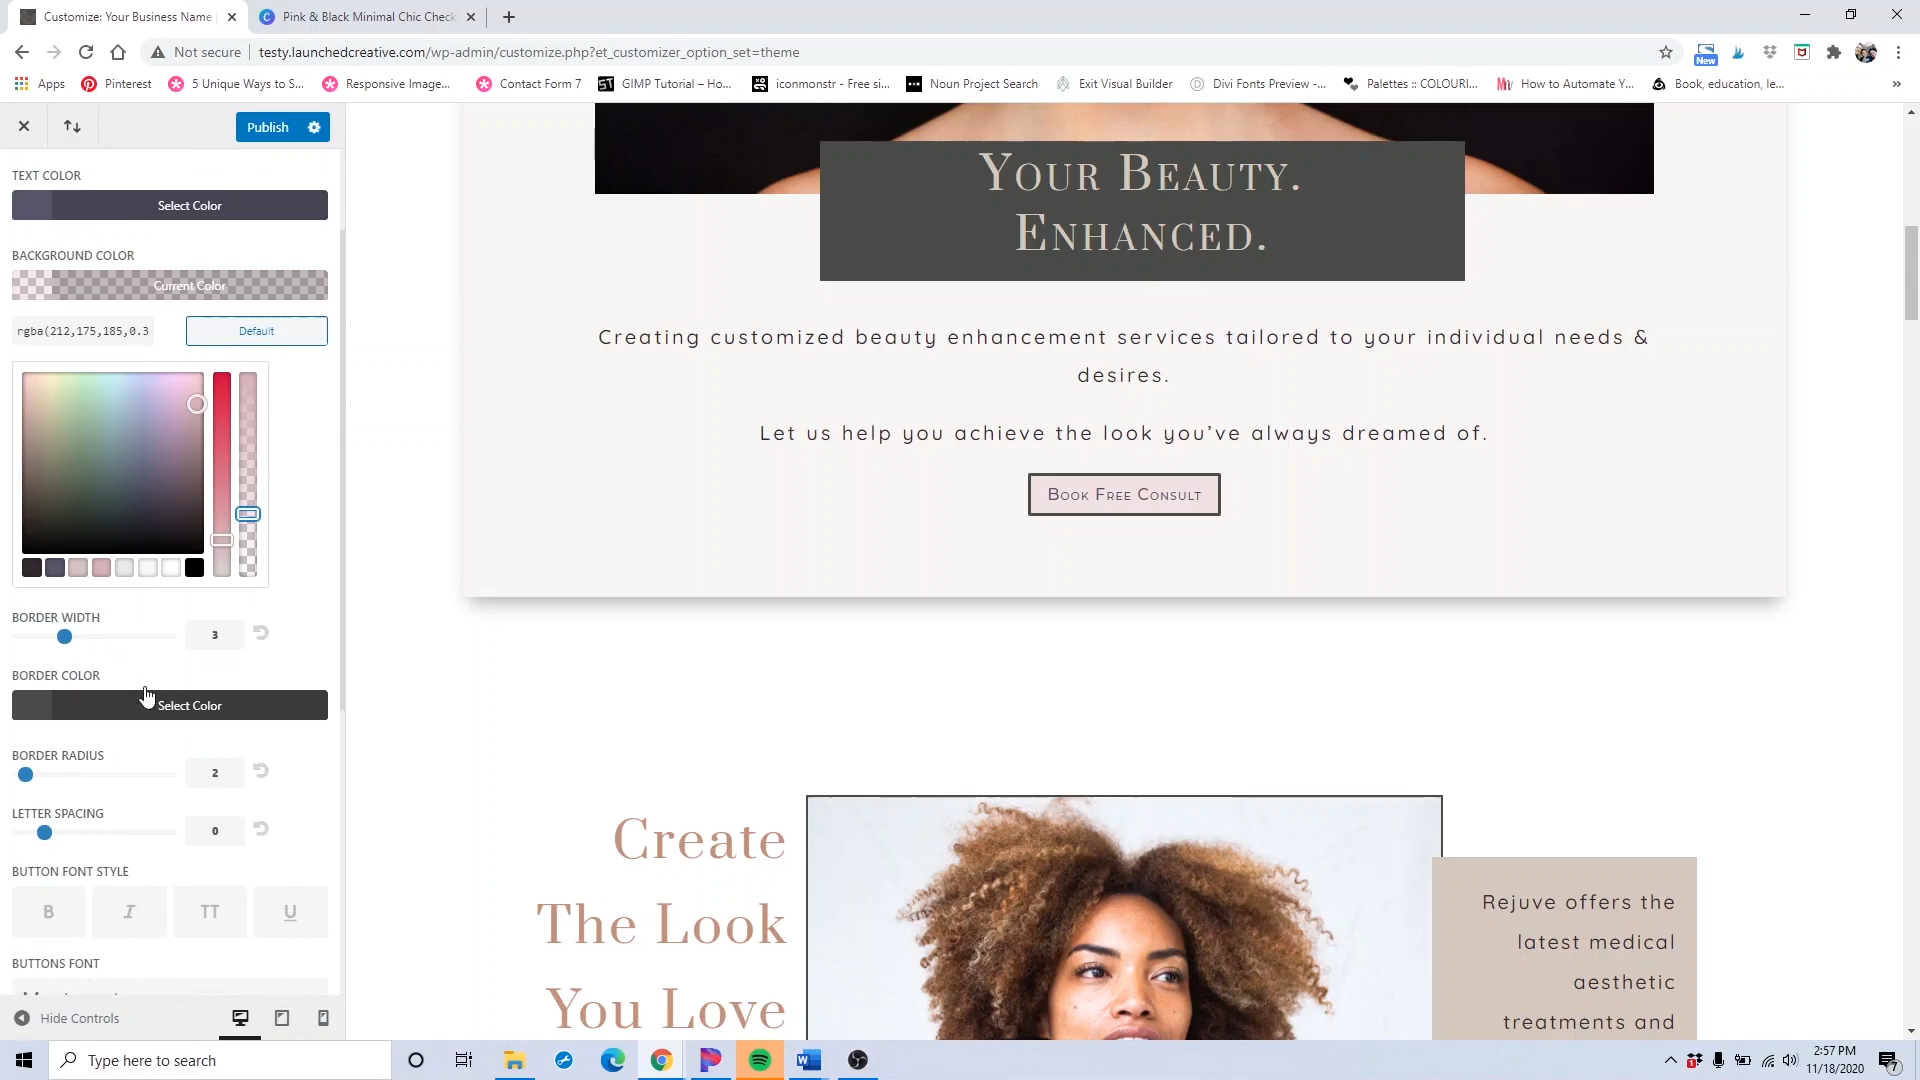 Customize: Your Business Name
Pink & Black Minimal Chic Check
Not secure
testy.launchedcreative.com/wp-admin/customize.php?et_customizer_option_set=theme
New
Apps
Pinterest
5 Unique Ways to S...
Responsive Image...
Contact Form 7
GIMP Tutorial – Ho...
iconmonstr - Free si...
Noun Project Search
Exit Visual Builder
Divi Fonts Preview -...
Palettes :: COLOURl...
How to Automate Y...
Book, education, le...
»
Publish
TEXT COLOR
Select Color
BACKGROUND COLOR
Current Color
rgba(212,175,185,0.3
Default
BORDER WIDTH
3
BORDER COLOR
Select Color
BORDER RADIUS
2
LETTER SPACING
0
BUTTON FONT STYLE
B I TT U
BUTTONS FONT
Hide Controls
Your Beauty.
Enhanced.
Creating customized beauty enhancement services tailored to your individual needs &
desires.
Let us help you achieve the look you’ve always dreamed of.
Book Free Consult
Create
The Look
You Love
Rejuve offers the
latest medical
aesthetic
treatments and
Type here to search
2:57 PM
11/18/2020
7